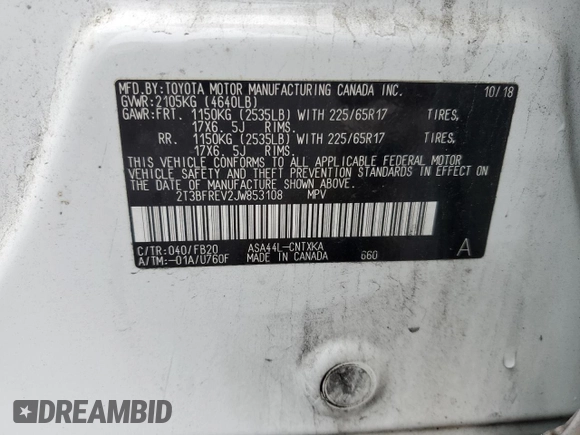 MFD.BY:TOYOTA MOTOR MANUFACTURING CANADA INC. 10/18
GVWR:2105KG (4640LB)
GAWR:FRT. 1150KG (2535LB) WITH 225/65R17 TIRES,
17X6. 5J RIMS.
RR. 1150KG (2535LB) WITH 225/65R17 TIRES,
17X6. 5J RIMS.
THIS VEHICLE CONFORMS TO ALL APPLICABLE FEDERAL MOTOR
VEHICLE SAFETY AND THEFT PREVENTION STANDARDS IN EFFECT
ON THE DATE OF MANUFACTURE SHOWN ABOVE.
2T3BFREV2JW853108 MPV
C/TR:040/FB20 ASA44L-CNTXKA A
A/TM:-01A/U760F MADE IN CANADA 660
DREAMBID